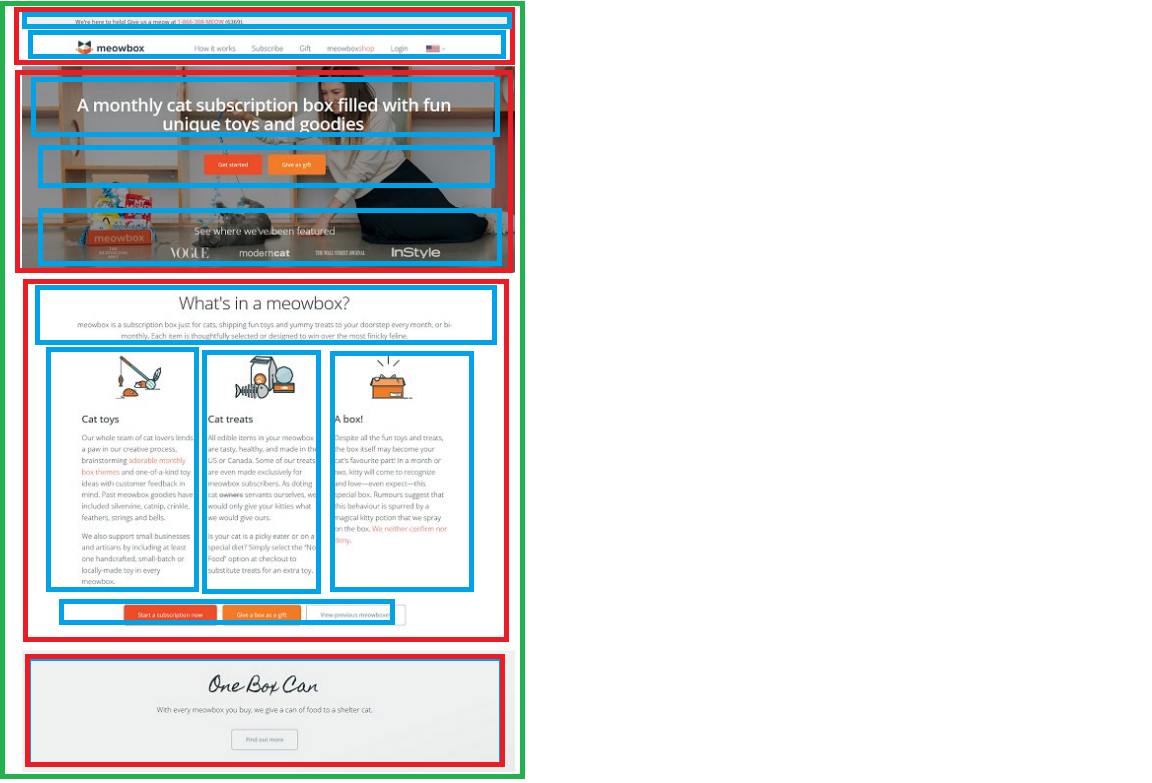 We're here to help! Give us a meow at 1-866-308-MEOW (6369).
meowbox How it works Subscribe Gift meowboxshop Login
A monthly cat subscription box filled with fun
unique toys and goodies
Get started Give as gift
meowbox
See where we've been featured
VOGUE moderncat THE WALL STREET JOURNAL InStyle
What's in a meowbox?
meowbox is a subscription box just for cats, shipping fun toys and yummy treats to your doorstep every month, or bi-
monthly. Each item is thoughtfully selected or designed to win over the most finicky feline.
Cat toys
Our whole team of cat lovers lends
a paw in our creative process,
brainstorming adorable monthly
box themes and one-of-a-kind toy
ideas with customer feedback in
mind. Past meowbox goodies have
included silvervine, catnip, crinkle,
feathers, strings and bells.
We also support small businesses
and artisans by including at least
one handcrafted, small-batch or
locally-made toy in every
meowbox.
Cat treats
All edible items in your meowbox
are tasty, healthy, and made in the
US or Canada. Some of our treats
are even made exclusively for
meowbox subscribers. As doting
cat owners servants ourselves, we
would only give your kitties what
we would give ours.
Is your cat is a picky eater or on a
special diet? Simply select the "No
Food" option at checkout to
substitute treats for an extra toy.
A box!
Despite all the fun toys and treats,
the box itself may become your
cat's favourite part! In a month or
two, kitty will come to recognize
and love—even expect—this
special box. Rumours suggest that
this behaviour is spurred by a
magical kitty potion that we spray
on the box. We neither confirm nor
deny.
Start a subscription now Give a box as a gift View previous meowboxes
One Box Can
With every meowbox you buy, we give a can of food to a shelter cat.
Find out more